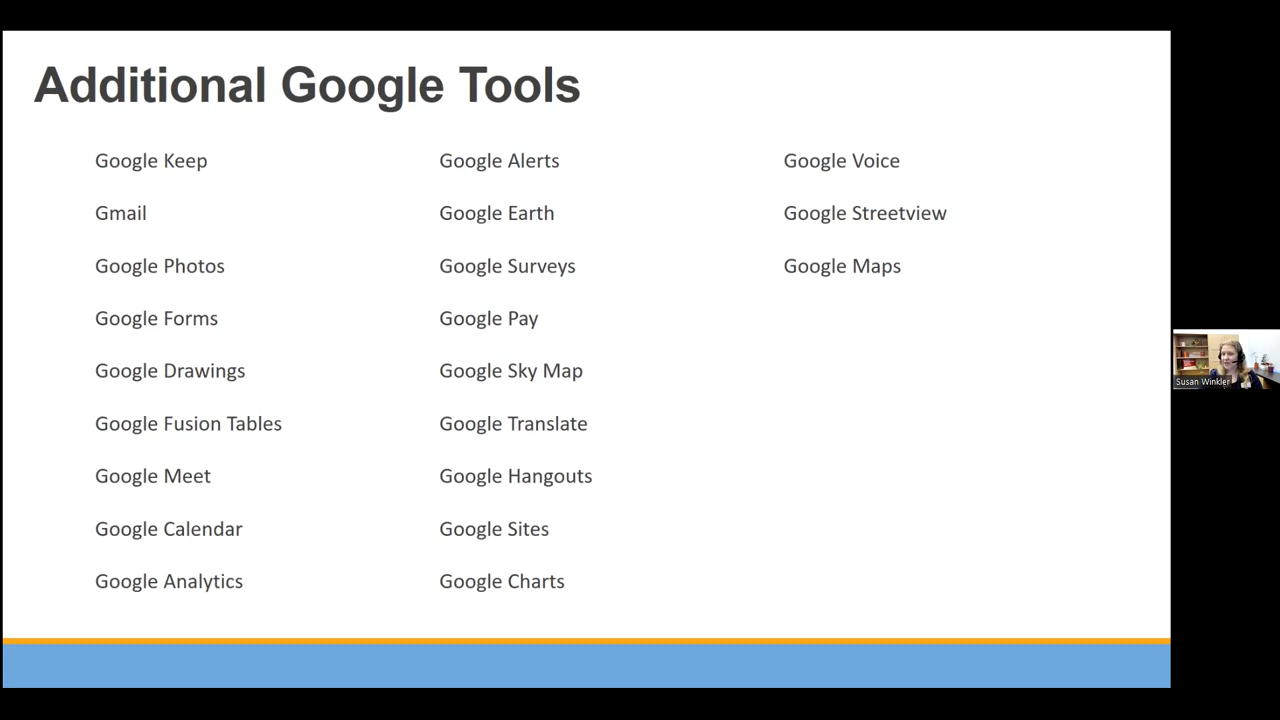 Additional Google Tools
Google Keep
Gmail
Google Photos
Google Forms
Google Drawings
Google Fusion Tables
Google Meet
Google Calendar
Google Analytics
Google Alerts
Google Earth
Google Surveys
Google Pay
Google Sky Map
Google Translate
Google Hangouts
Google Sites
Google Charts
Google Voice
Google Streetview
Google Maps
Susan Winkler